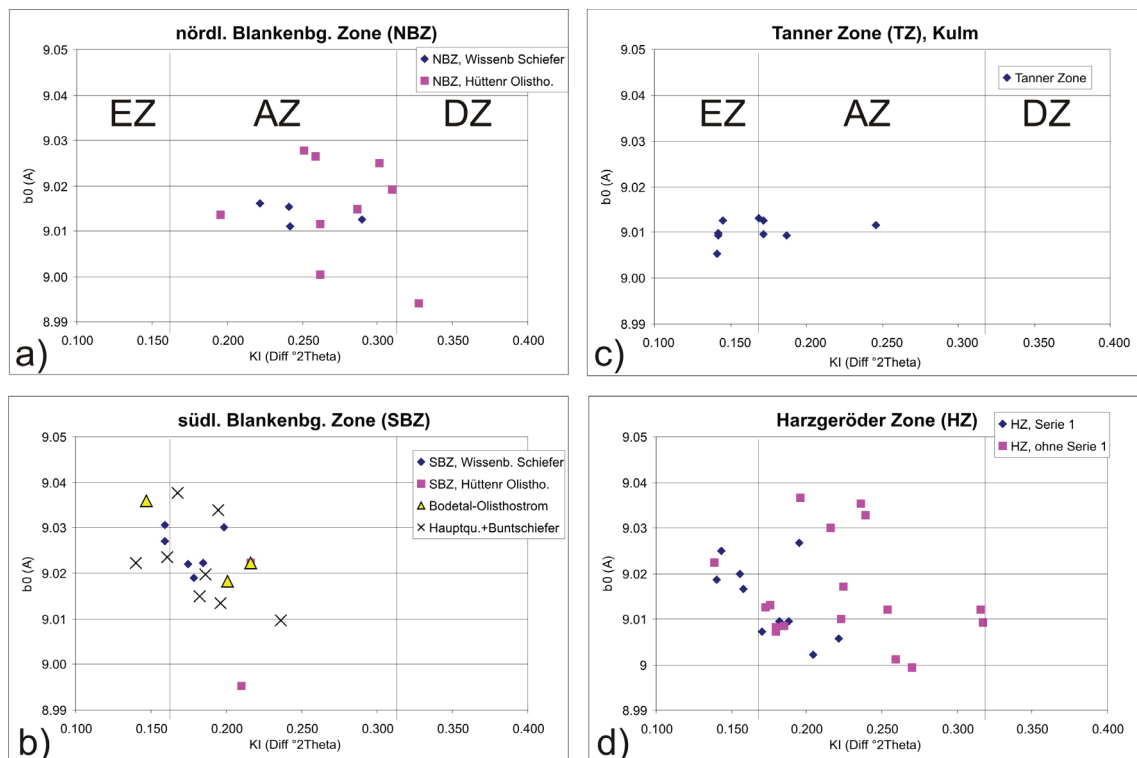 nördl. Blankenbg. Zone (NBZ)
NBZ, Wissenb Schiefer
NBZ, Hüttenr Olistho.
EZ AZ DZ
9.05
9.04
9.03
9.02
9.01
9.00
8.99
b0 (A)
0.100 0.150 0.200 0.250 0.300 0.350 0.400
KI (Diff °2Theta)
a)
Tanner Zone (TZ), Kulm
Tanner Zone
EZ AZ DZ
9.05
9.04
9.03
9.02
9.01
9.00
8.99
b0 (A)
0.100 0.150 0.200 0.250 0.300 0.350 0.400
KI (Diff °2Theta)
c)
südl. Blankenbg. Zone (SBZ)
SBZ, Wissenb. Schiefer
SBZ, Hüttenr Olistho.
Bodetal-Olisthostrom
Hauptqu.+Buntschiefer
9.05
9.04
9.03
9.02
9.01
9.00
8.99
b0 (A)
0.100 0.150 0.200 0.250 0.300 0.350 0.400
KI (Diff °2Theta)
b)
Harzgeröder Zone (HZ)
HZ, Serie 1
HZ, ohne Serie 1
9.05
9.04
9.03
9.02
9.01
9
8.99
b0 (A)
0.100 0.150 0.200 0.250 0.300 0.350 0.400
KI (Diff °2Theta)
d)